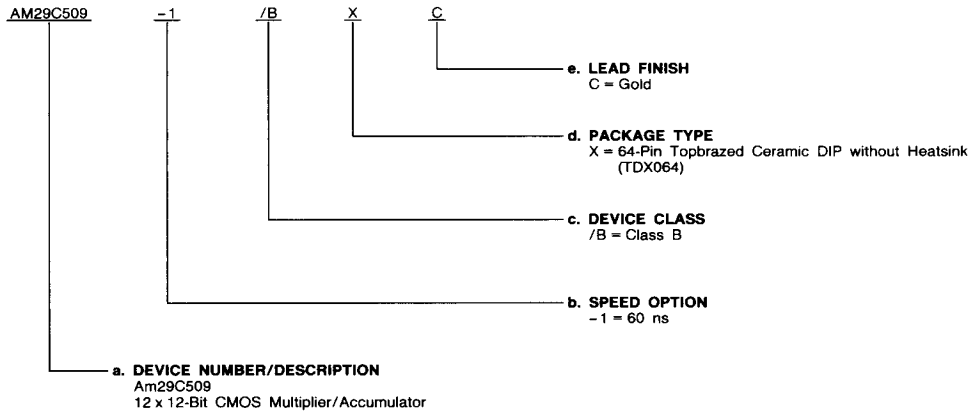 AM29C509 -1 /B X C
e. LEAD FINISH
C = Gold
d. PACKAGE TYPE
X = 64-Pin Topbrazed Ceramic DIP without Heatsink
(TDX064)
c. DEVICE CLASS
/B = Class B
b. SPEED OPTION
-1 = 60 ns
a. DEVICE NUMBER/DESCRIPTION
Am29C509
12 x 12-Bit CMOS Multiplier/Accumulator